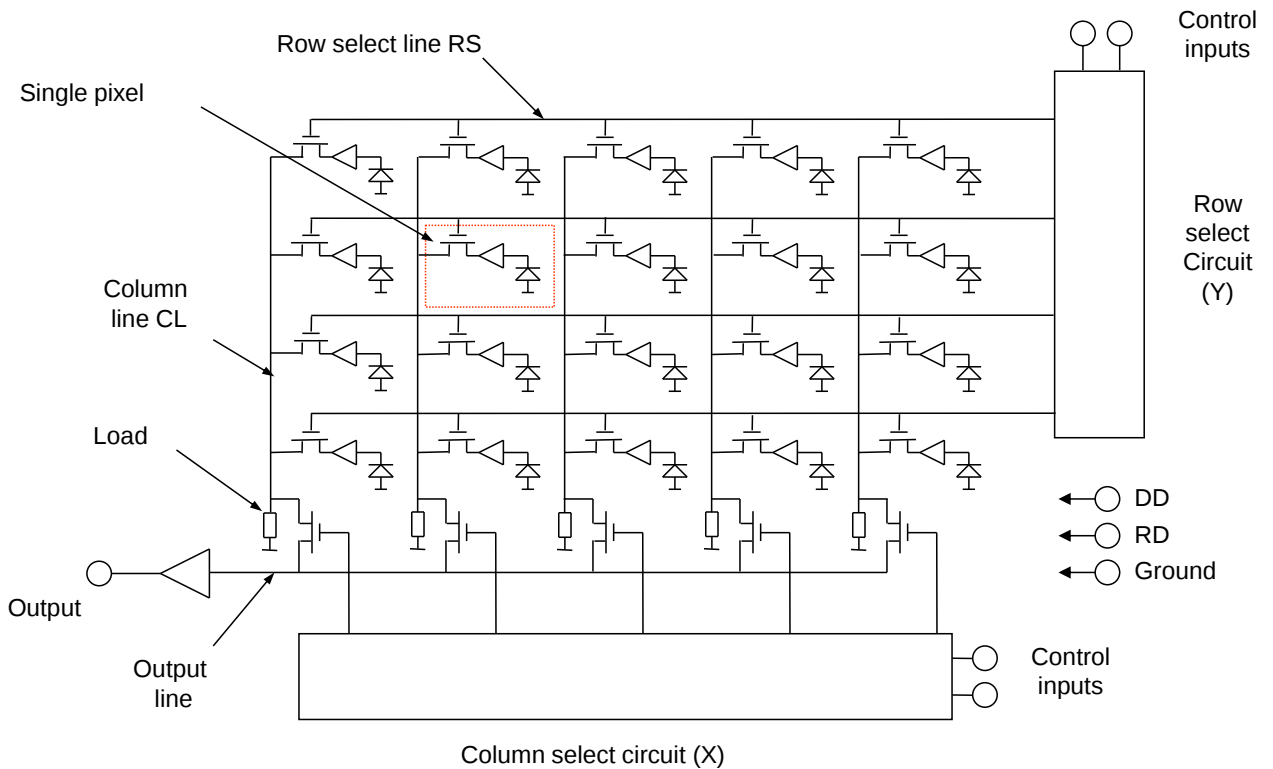 Control
inputs
Row select line RS
Single pixel
Row
select
Circuit
(Y)
Column
line CL
Load
DD
RD
Ground
Output
Output
line
Control
inputs
Column select circuit (X)